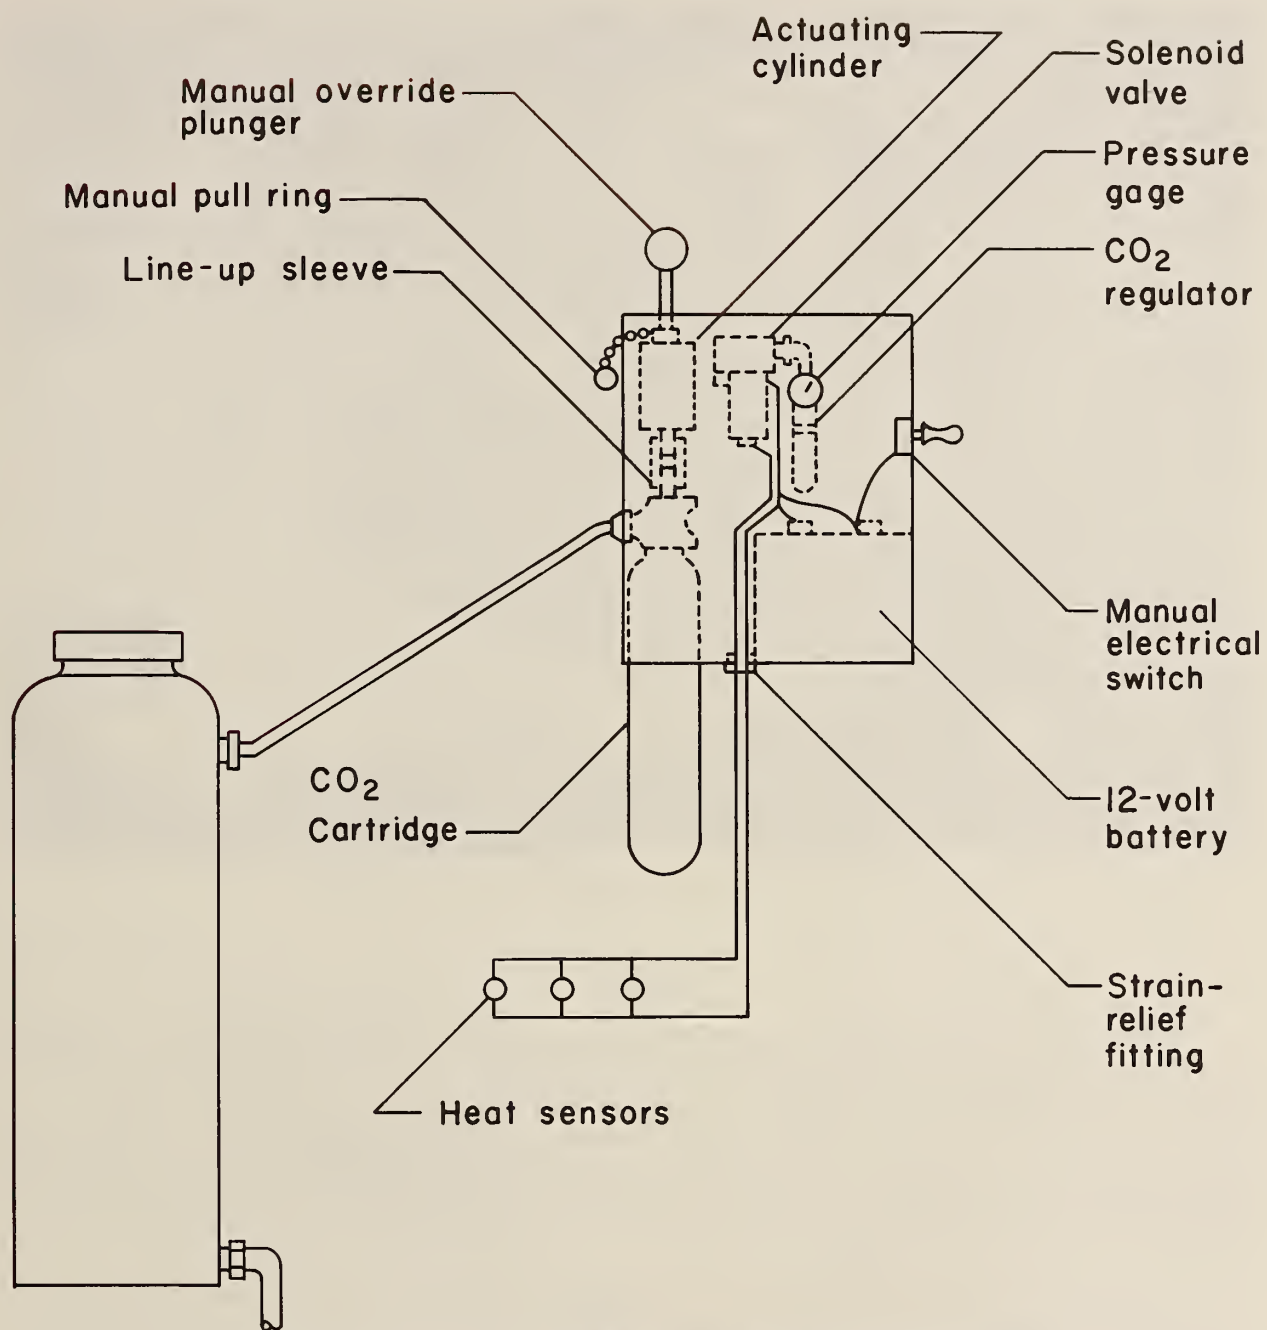 Actuating
cylinder
Solenoid
valve
Manual override
plunger
Pressure
gage
Manual pull ring
Line-up sleeve
CO₂
regulator
Manual
electrical
switch
CO₂
Cartridge
12-volt
battery
Strain-
relief
fitting
Heat sensors